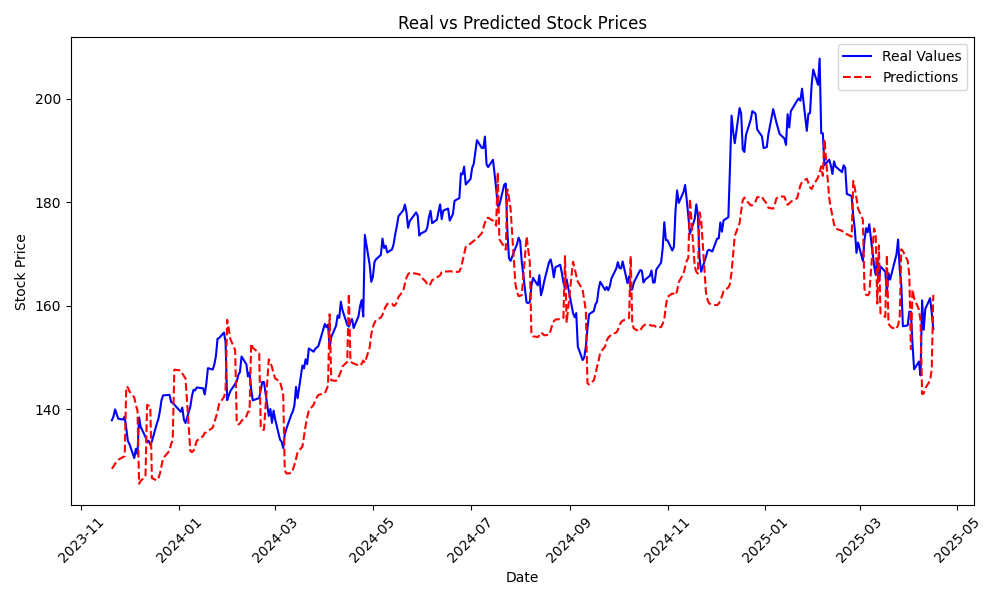 Real vs Predicted Stock Prices
Real Values
Predictions
Stock Price
200
180
160
140
2023-11
2024-01
2024-03
2024-05
2024-07
2024-09
2024-11
2025-01
2025-03
2025-05
Date